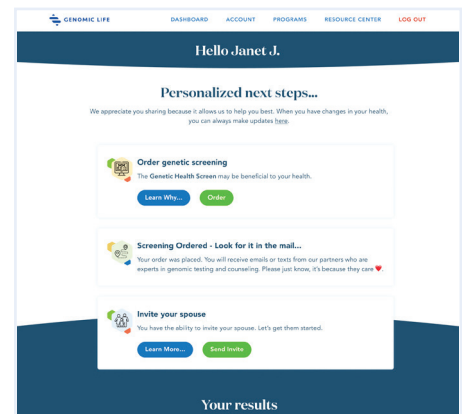 GENOMIC LIFE
DASHBOARD ACCOUNT PROGRAMS RESOURCE CENTER LOG OUT
Hello Janet J.
Personalized next steps...
We appreciate you sharing because it allows us to help you best. When you have changes in your health,
you can always make updates here.
Order genetic screening
The Genetic Health Screen may be beneficial to your health.
Learn Why... Order
Screening Ordered - Look for it in the mail...
Your order was placed. You will receive emails or texts from our partners who are
experts in genomic testing and counseling. Please just know, it's because they care ❤
Invite your spouse
You have the ability to invite your spouse. Let's get them started.
Learn More... Send Invite
Your results